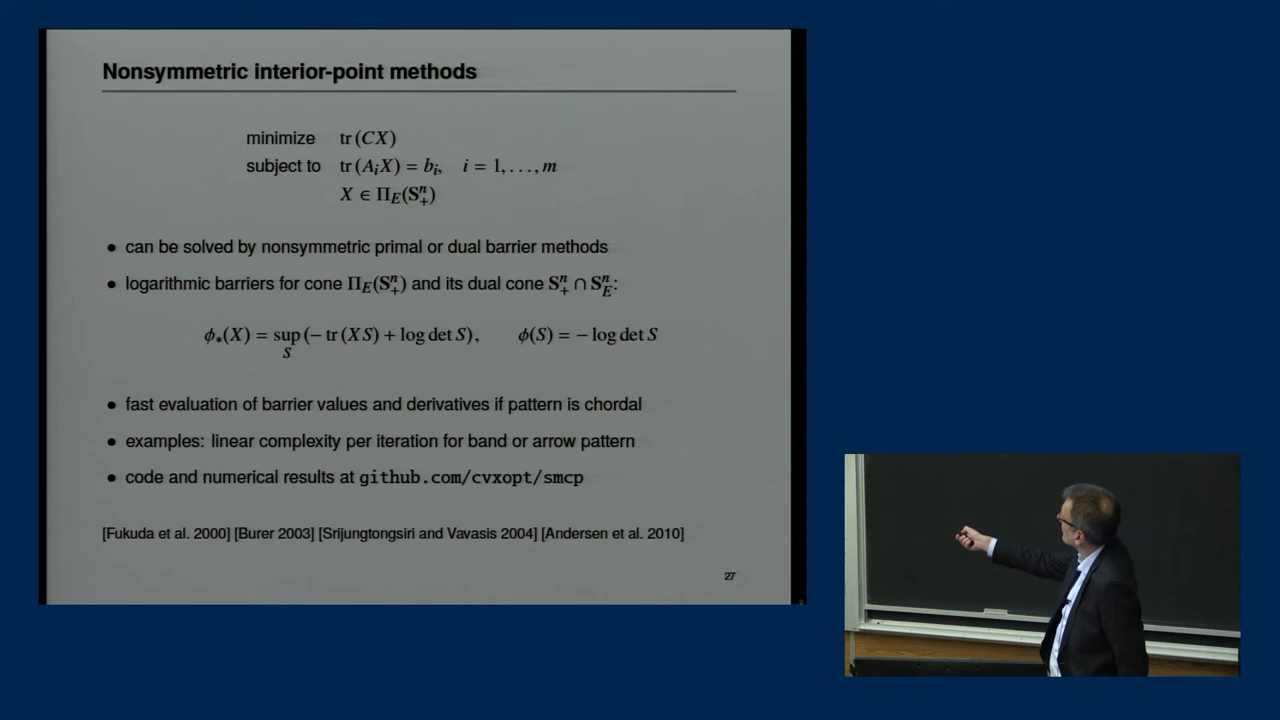 Nonsymmetric interior-point methods
minimize tr (CX)
subject to tr (A_i X) = b_i, i = 1, . . . , m
X ∈ Π_E(S^n_+)
• can be solved by nonsymmetric primal or dual barrier methods
• logarithmic barriers for cone Π_E(S^n_+) and its dual cone S^n_+ ∩ S^n_E:
ϕ_*(X) = sup_S (− tr (XS) + log det S), ϕ(S) = − log det S
• fast evaluation of barrier values and derivatives if pattern is chordal
• examples: linear complexity per iteration for band or arrow pattern
• code and numerical results at github.com/cvxopt/smcp
[Fukuda et al. 2000] [Burer 2003] [Srijungtongsiri and Vavasis 2004] [Andersen et al. 2010]
27